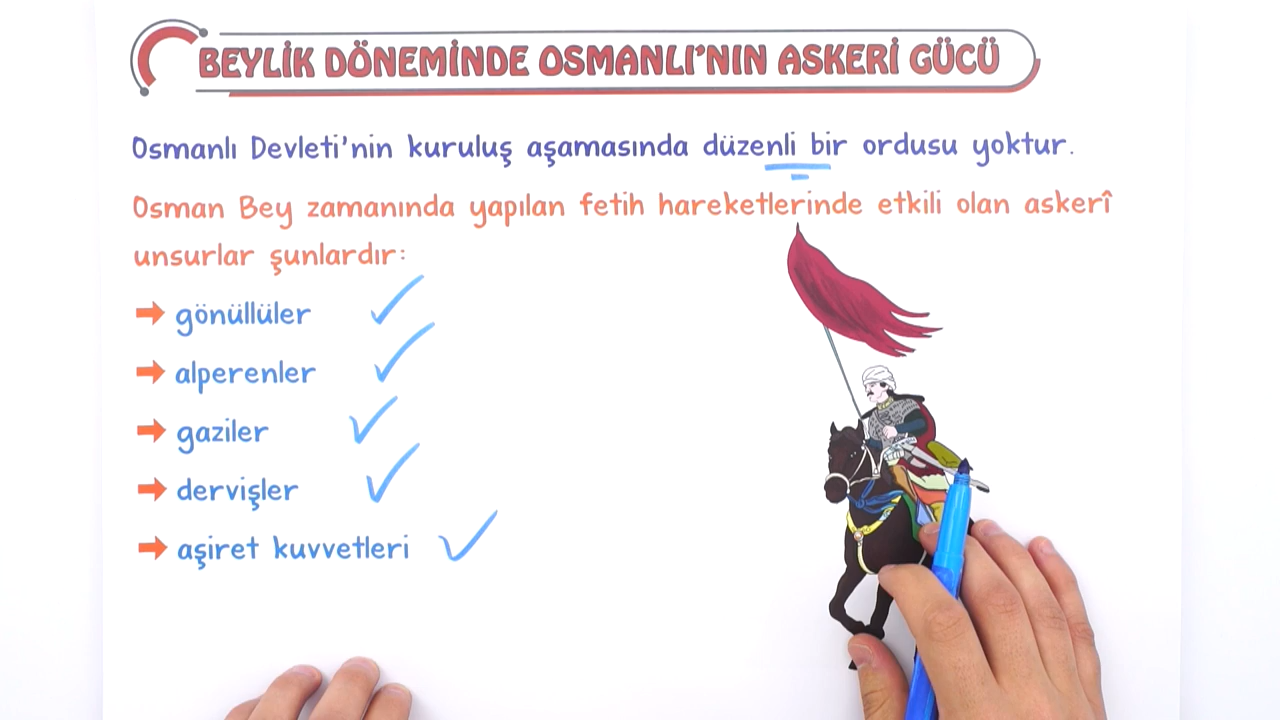 BEYLİK DÖNEMİNDE OSMANLI'NIN ASKERİ GÜCÜ
Osmanlı Devleti'nin kuruluş aşamasında düzenli bir ordusu yoktur.
Osman Bey zamanında yapılan fetih hareketlerinde etkili olan askerî
unsurlar şunlardır:
gönüllüler
alperenler
gaziler
dervişler
aşiret kuvvetleri